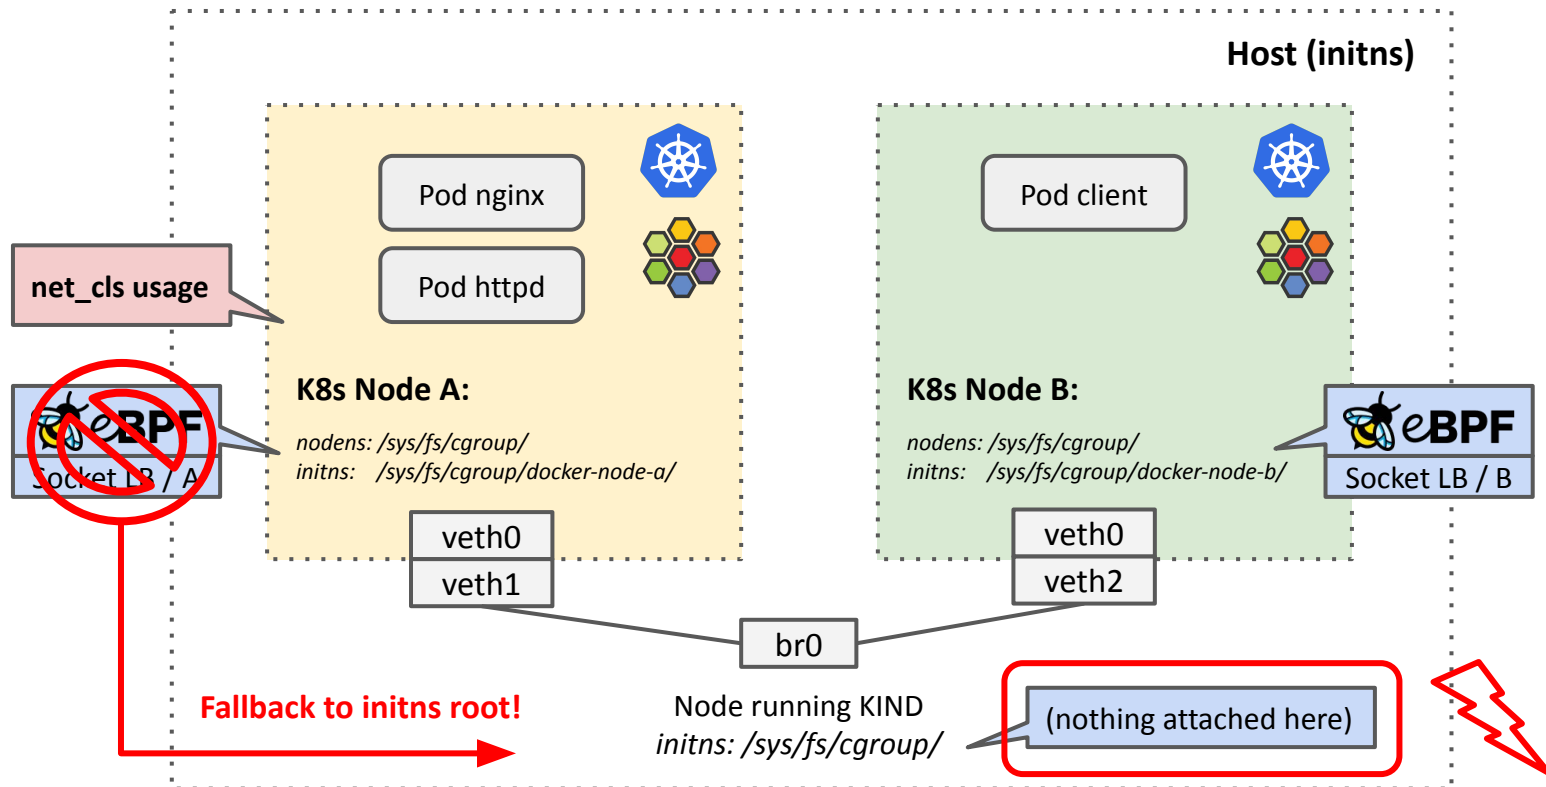 Host (initns)
Pod nginx
Pod httpd
Pod client
net_cls usage
eBPF
Socket LB / A
K8s Node A:
nodens: /sys/fs/cgroup/
initns: /sys/fs/cgroup/docker-node-a/
K8s Node B:
nodens: /sys/fs/cgroup/
initns: /sys/fs/cgroup/docker-node-b/
eBPF
Socket LB / B
veth0
veth1
veth0
veth2
br0
Fallback to initns root!
Node running KIND
initns: /sys/fs/cgroup/
(nothing attached here)